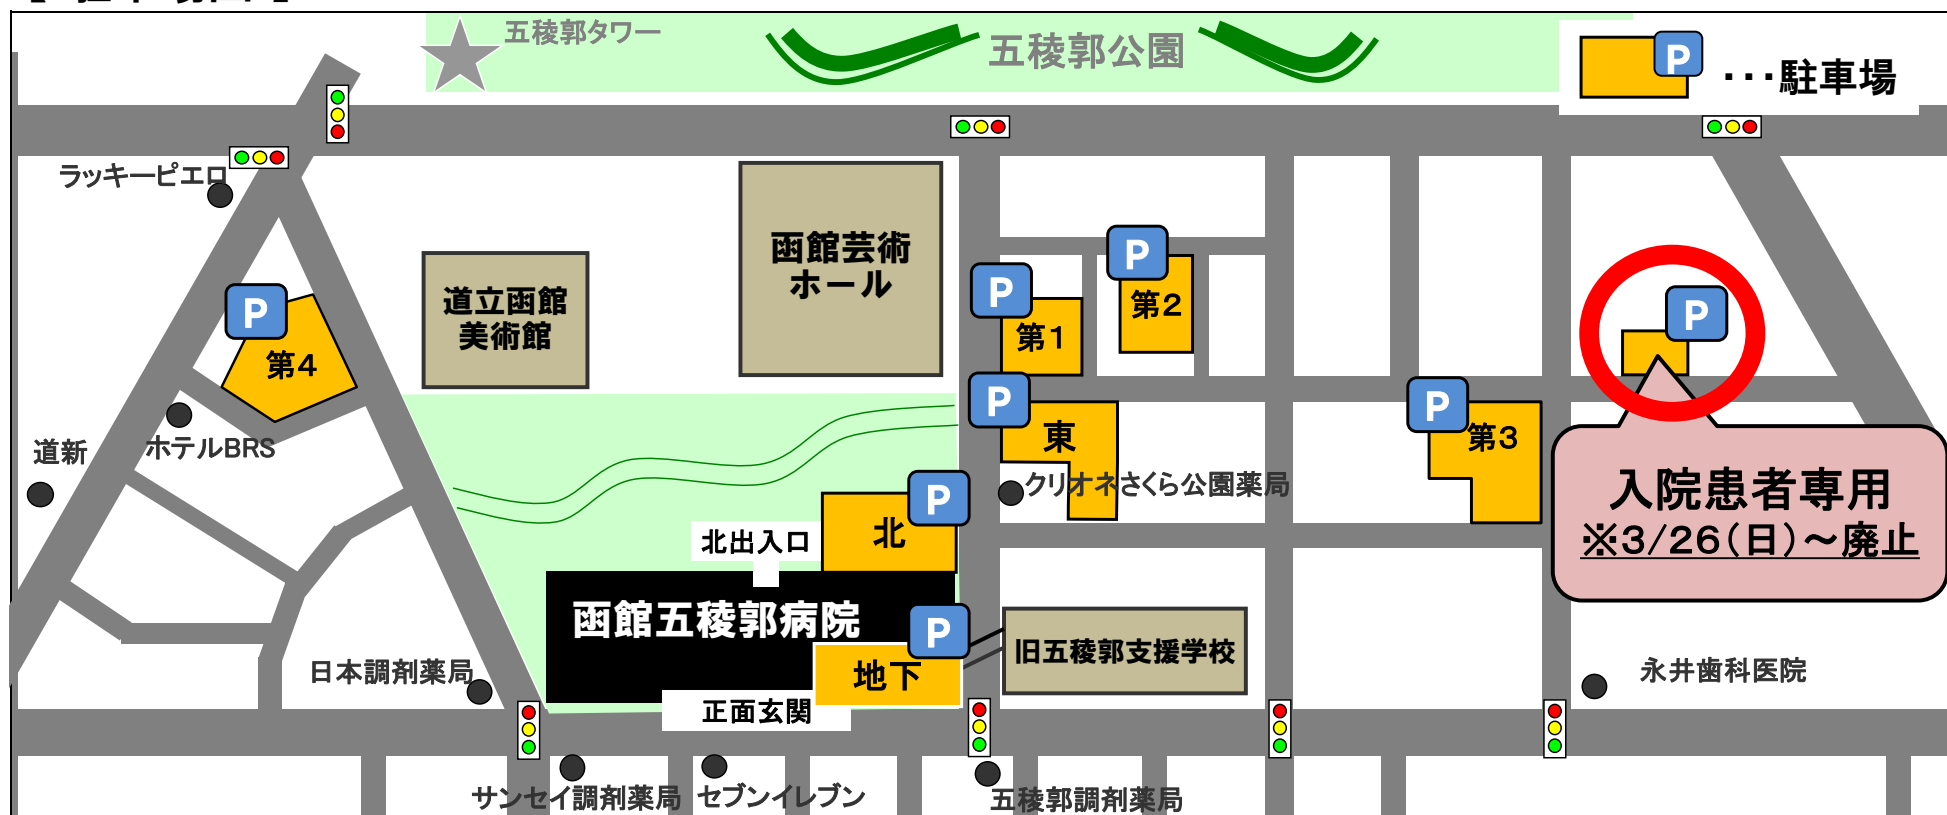 五稜郭タワー
五稜郭公園
P
・・・駐車場
ラッキーピエロ
函館芸術
ホール
道立函館
美術館
P
第4
P
第1
P
第2
P
東
P
第3
P
入院患者専用
※3/26(日)～廃止
道新
ホテルBRS
クリオネさくら公園薬局
P
北
北出入口
函館五稜郭病院
P
地下
正面玄関
旧五稜郭支援学校
日本調剤薬局
永井歯科医院
サンセイ調剤薬局
セブンイレブン
五稜郭調剤薬局